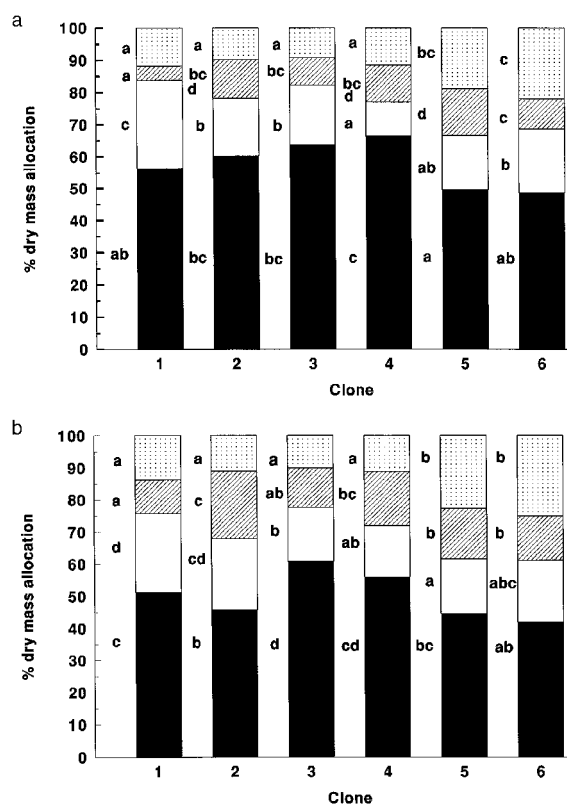 a
100
90
80
70
60
50
40
30
20
10
0
% dry mass allocation
a a a a bc c
a bc d bc bc d d c
c b b a ab b
ab bc bc c a ab
1 2 3 4 5 6
Clone
b
100
90
80
70
60
50
40
30
20
10
0
% dry mass allocation
a a a a b b
a c ab bc b b
d cd b ab a abc
c b d cd bc ab
1 2 3 4 5 6
Clone